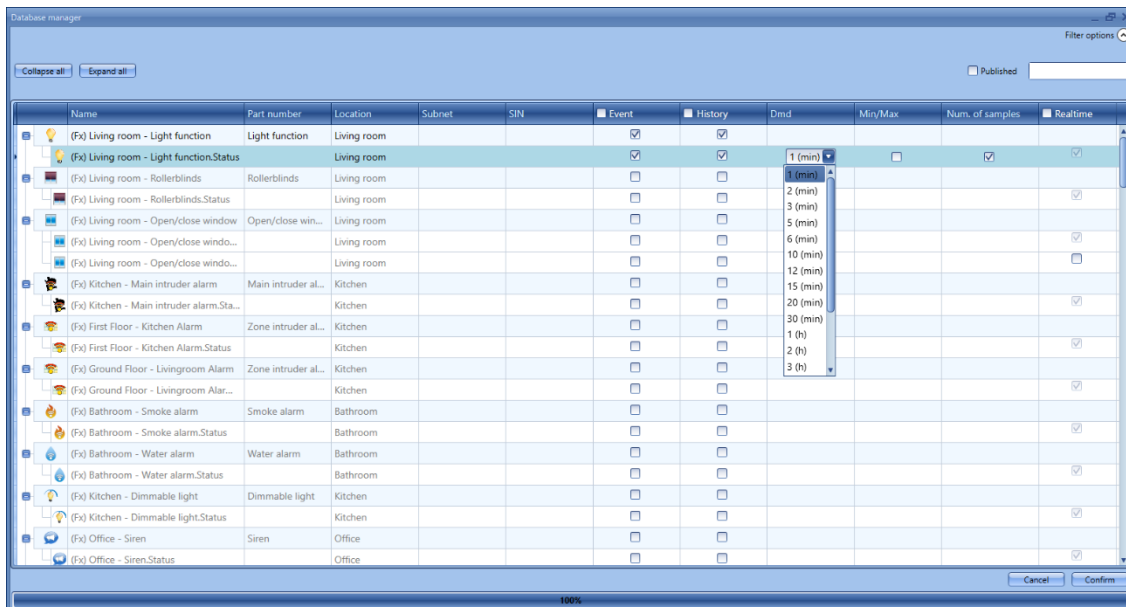 Database manager
Filter options
Collapse all Expand all Published
Name Part number Location Subnet SIN Event History Dmd Min/Max Num. of samples Realtime
(Fx) Living room - Light function Light function Living room
(Fx) Living room - Light function.Status Living room 1 (min)
(Fx) Living room - Rollerblinds Rollerblinds Living room 1 (min)
(Fx) Living room - Rollerblinds.Status Living room 2 (min)
3 (min)
(Fx) Living room - Open/close window Open/close win... Living room 5 (min)
(Fx) Living room - Open/close windo... Living room 6 (min)
(Fx) Living room - Open/close windo... Living room 10 (min)
12 (min)
(Fx) Kitchen - Main intruder alarm Main intruder al... Kitchen 15 (min)
(Fx) Kitchen - Main intruder alarm.Sta... Kitchen 20 (min)
30 (min)
(Fx) First Floor - Kitchen Alarm Zone intruder al... Kitchen 1 (h)
(Fx) First Floor - Kitchen Alarm.Status Kitchen 2 (h)
(Fx) Ground Floor - Livingroom Alarm Zone intruder al... Kitchen 3 (h)
(Fx) Ground Floor - Livingroom Alar... Kitchen
(Fx) Bathroom - Smoke alarm Smoke alarm Bathroom
(Fx) Bathroom - Smoke alarm.Status Bathroom
(Fx) Bathroom - Water alarm Water alarm Bathroom
(Fx) Bathroom - Water alarm.Status Bathroom
(Fx) Kitchen - Dimmable light Dimmable light Kitchen
(Fx) Kitchen - Dimmable light.Status Kitchen
(Fx) Office - Siren Siren Office
(Fx) Office - Siren.Status Office
Cancel Confirm
100%